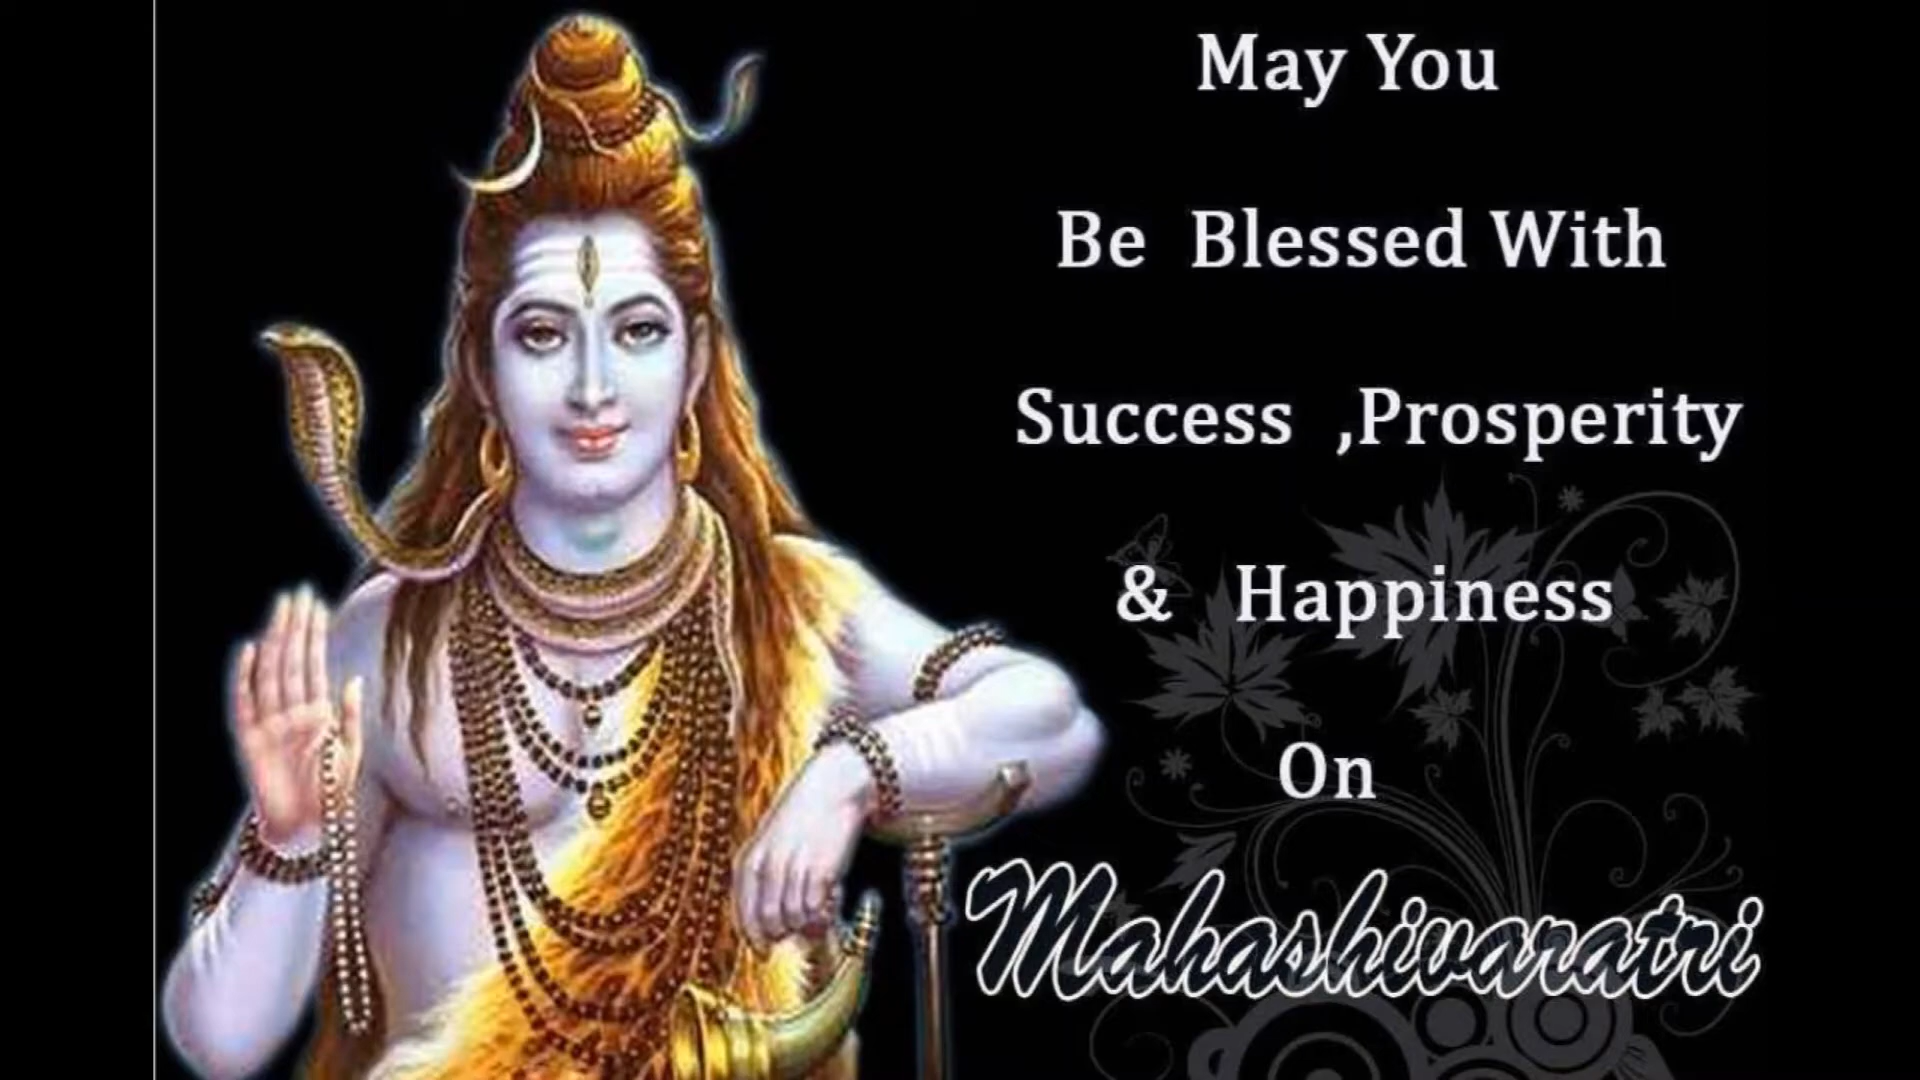 May You
Be Blessed With
Success ,Prosperity
& Happiness
On
Mahashivaratri